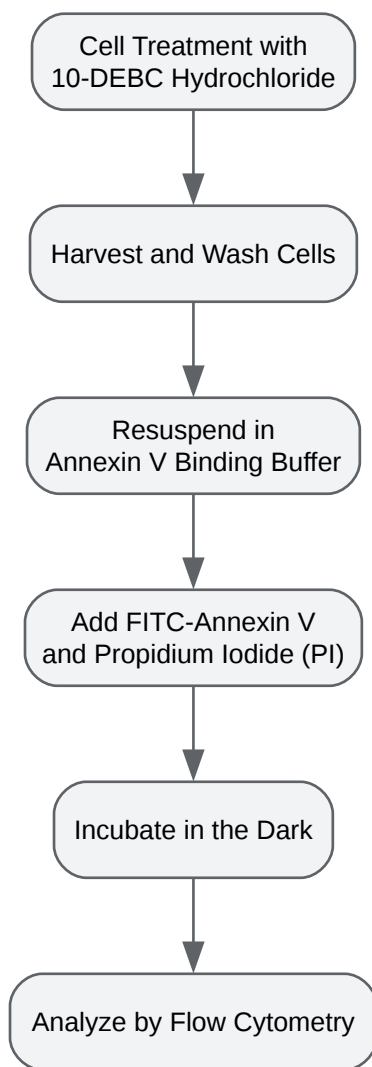 Cell Treatment with
10-DEBC Hydrochloride
Harvest and Wash Cells
Resuspend in
Annexin V Binding Buffer
Add FITC-Annexin V
and Propidium Iodide (PI)
Incubate in the Dark
Analyze by Flow Cytometry